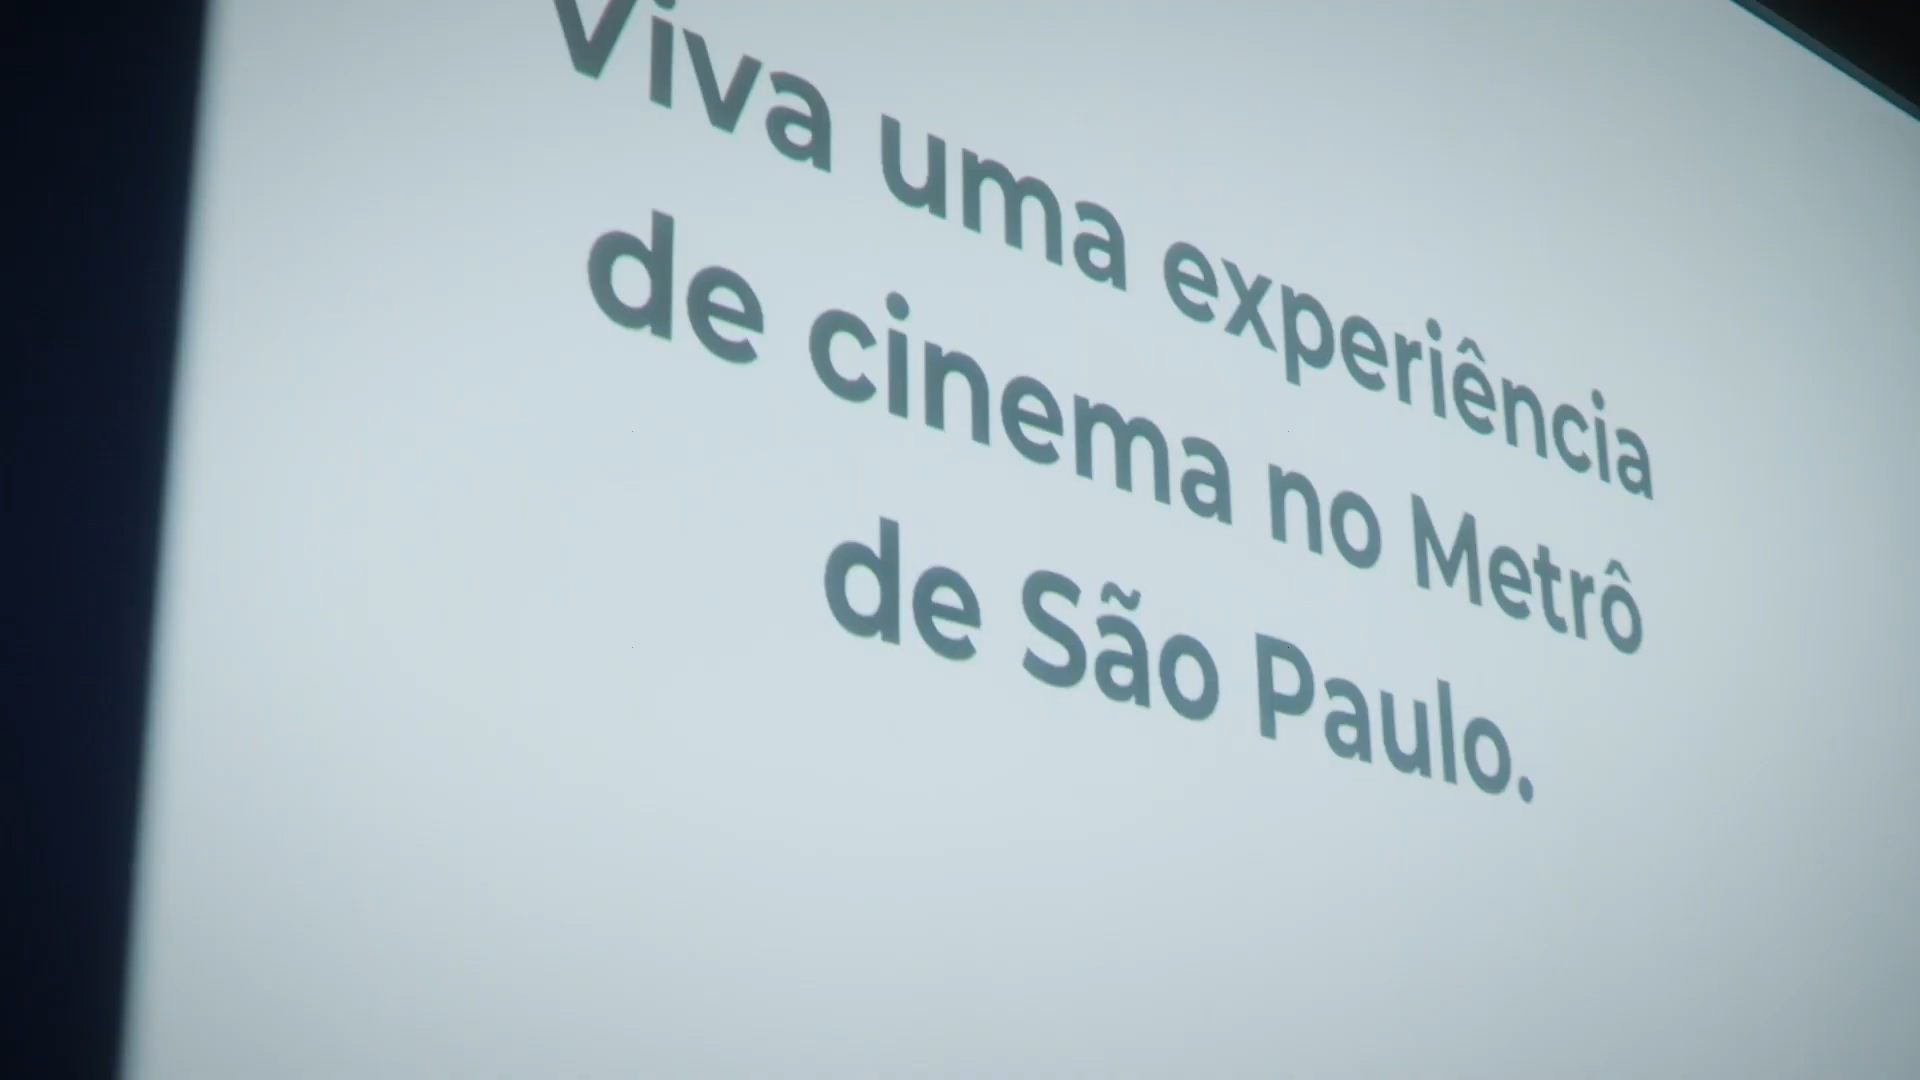 Viva uma experiência
de cinema no Metrô
de São Paulo.